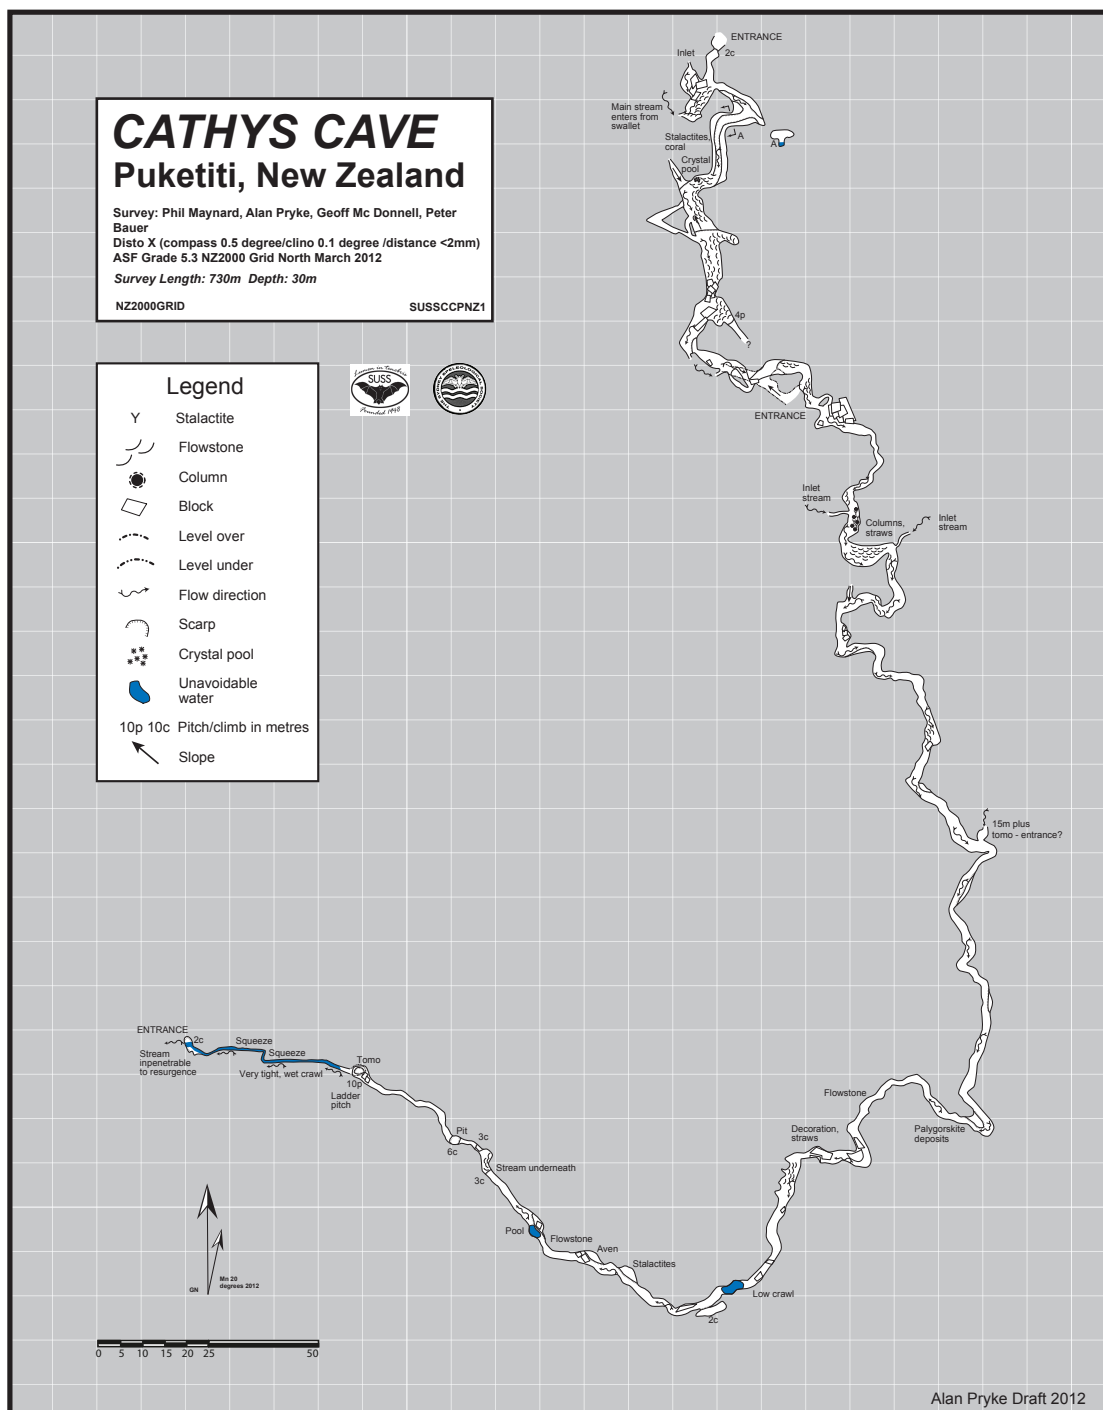 ENTRANCE
2c
Inlet
Main stream
enters from
swallet
A
A
Stalactites,
coral
Crystal
pool
CATHYS CAVE
Puketiti, New Zealand
Survey: Phil Maynard, Alan Pryke, Geoff Mc Donnell, Peter
Bauer
Disto X (compass 0.5 degree/clino 0.1 degree /distance <2mm)
ASF Grade 5.3 NZ2000 Grid North March 2012
Survey Length: 730m  Depth: 30m
NZ2000GRID
SUSSCCPNZ1
4p
?
ENTRANCE
SUSS
Founded 1948
Legend
Y Stalactite
Flowstone
Column
Block
Level over
Level under
Flow direction
Scarp
Crystal pool
Unavoidable
water
10p 10c Pitch/climb in metres
Slope
Inlet
stream
Columns,
straws
Inlet
stream
15m plus
tomo - entrance?
ENTRANCE
2c
Stream
inpenetrable
to resurgence
Squeeze
Squeeze
Very tight, wet crawl
Tomo
10p
Ladder
pitch
Pit
3c
6c
Stream underneath
3c
Pool
Flowstone
Aven
Stalactites
2c
Low crawl
Decoration,
straws
Flowstone
Palygorskite
deposits
GN
Mn 20
degrees 2012
0 5 10 15 20 25 50
Alan Pryke Draft 2012